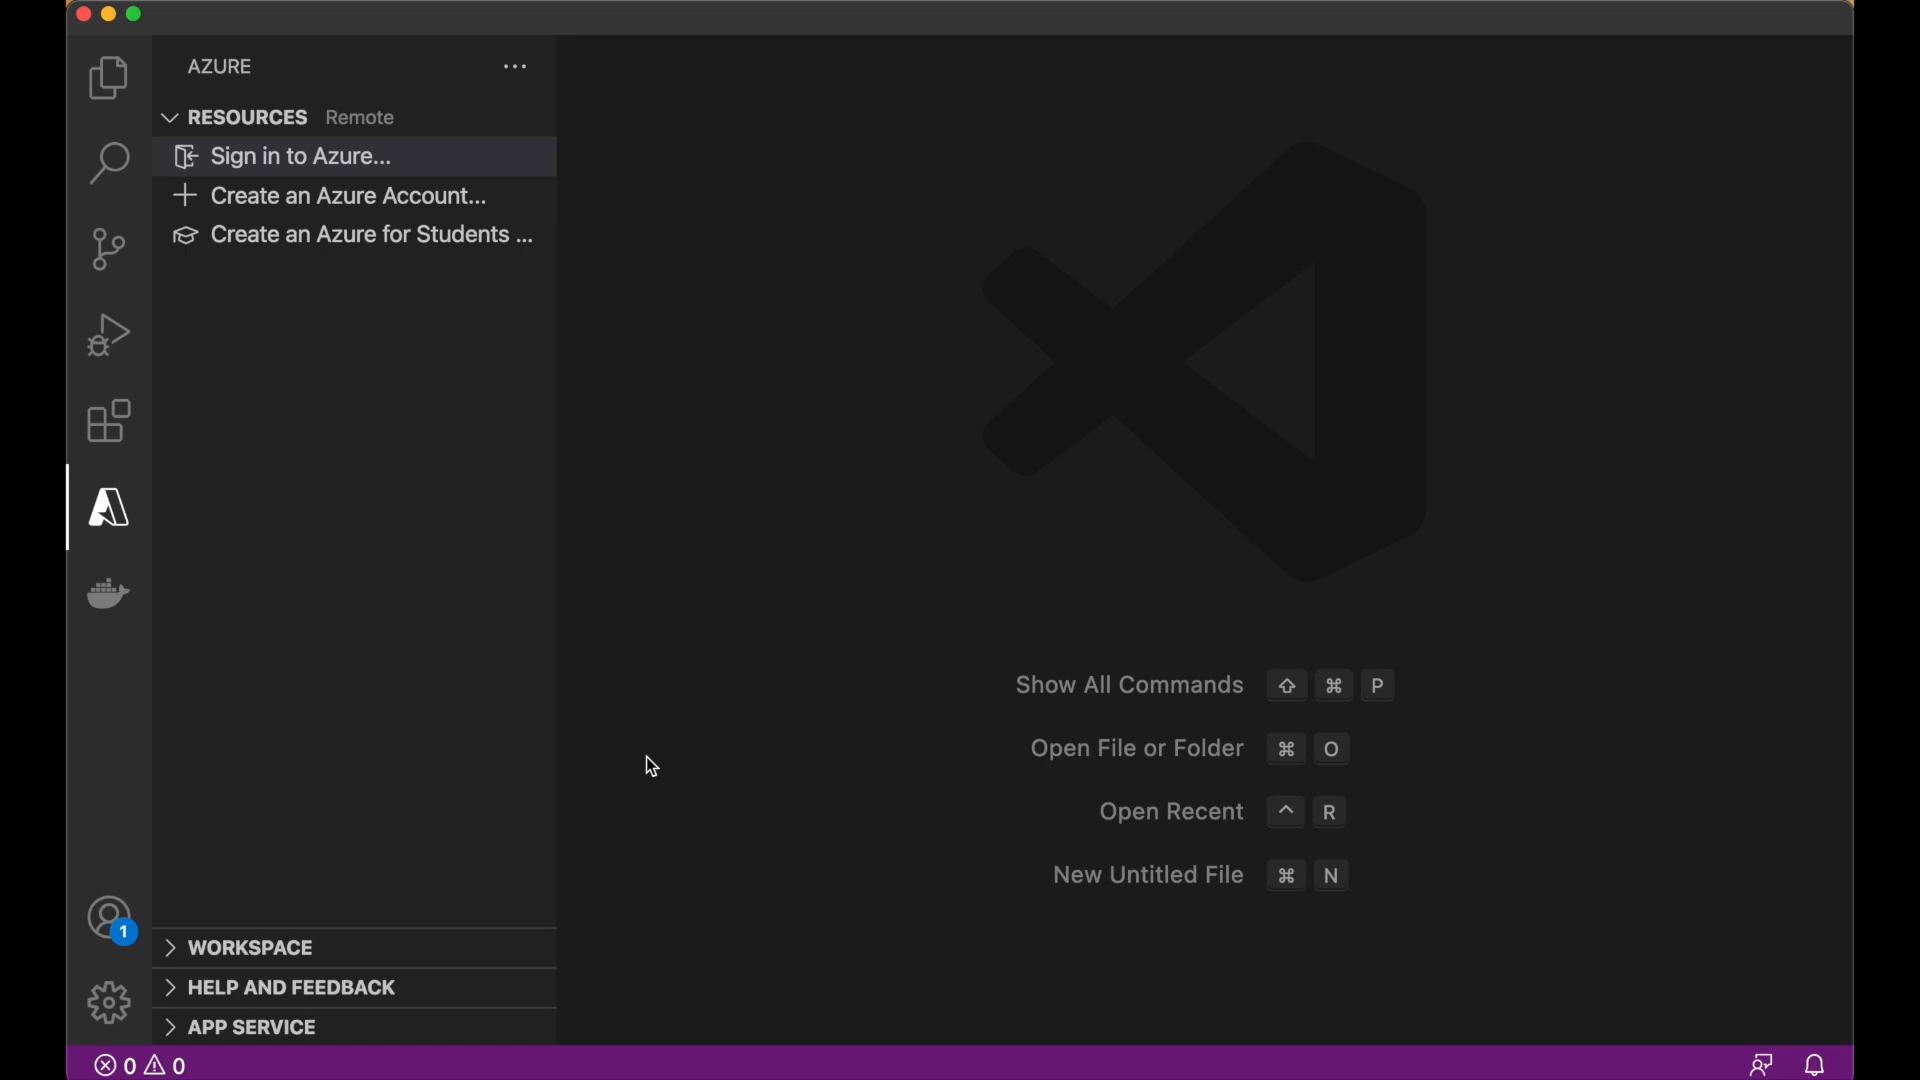 AZURE
RESOURCES Remote
Sign in to Azure...
Create an Azure Account...
Create an Azure for Students ...
Show All Commands ⇧ ⌘ P
Open File or Folder ⌘ O
Open Recent ^ R
New Untitled File ⌘ N
1
WORKSPACE
HELP AND FEEDBACK
APP SERVICE
0 0